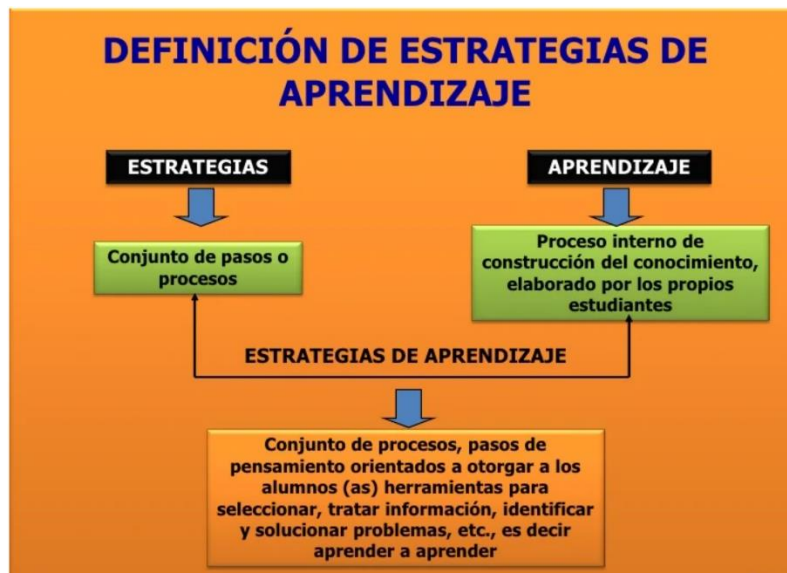 DEFINICIÓN DE ESTRATEGIAS DE
APRENDIZAJE
ESTRATEGIAS
APRENDIZAJE
Conjunto de pasos o
procesos
Proceso interno de
construcción del conocimiento,
elaborado por los propios
estudiantes
ESTRATEGIAS DE APRENDIZAJE
Conjunto de procesos, pasos de
pensamiento orientados a otorgar a los
alumnos (as) herramientas para
seleccionar, tratar información, identificar
y solucionar problemas, etc., es decir
aprender a aprender